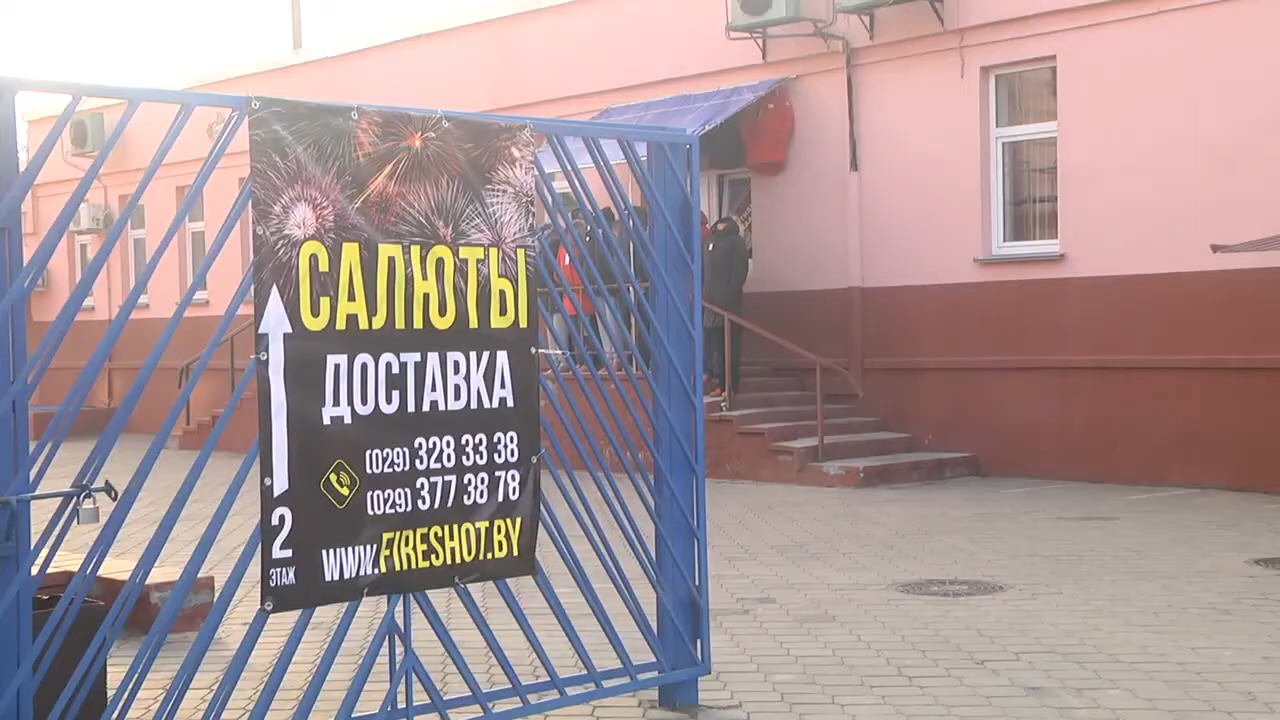 САЛЮТЫ
ДОСТАВКА
(029) 328 33 38
(029) 377 38 78
WWW.FIRESHOT.BY
2
ЭТАЖ